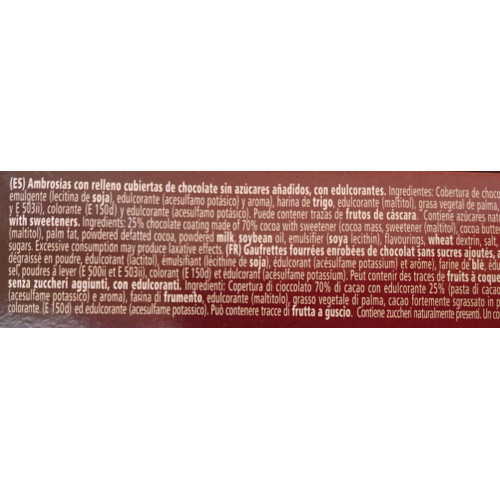 (ES) Ambrosias con relleno cubiertas de chocolate sin azúcares añadidos, con edulcorantes. Ingredientes: Cobertura de choco
emulgente (lecitina de soja), edulcorante (acesulfamo potásico) y aroma), harina de trigo, edulcorante (maltitol), grasa vegetal de palma,
y E 503ii), colorante (E 150d) y edulcorante (acesulfamo potásico). Puede contener trazas de frutos de cáscara. Contiene azúcares natur
with sweeteners. Ingredients: 25% chocolate coating made of 70% cocoa with sweetener (cocoa mass, sweetener (maltitol), cocoa butter
(maltitol), palm fat, powdered defatted cocoa, powdered milk, soybean oil, emulsifier (soya lecithin), flavourings, wheat dextrin, salt,
sugars. Excessive consumption may produce laxative effects. (FR) Gaufrettes fourrées enrobées de chocolat sans sucres ajoutés, a
dégraissé en poudre, édulcorant (lactitol), émulsifiant (lécithine de soja), édulcorant (acesulfame potassium) et arôme), farine de blé, édul
sel, poudres à lever (E 500ii et E 503ii), colorant (E 150d) et édulcorant (acesulfame potassium). Peut contenir des traces de fruits à coque
senza zuccheri aggiunti, con edulcoranti. Ingredienti: Copertura di cioccolato 70% di cacao con edulcorante 25% (pasta di cacao
(acesulfame potassico) e aroma), farina di frumento, edulcorante (maltitolo), grasso vegetale di palma, cacao fortemente sgrassato in p
colorante (E 150d) ed edulcorante (acesulfame potassico). Può contenere tracce di frutta a guscio. Contiene zuccheri naturalmente presenti. Un co